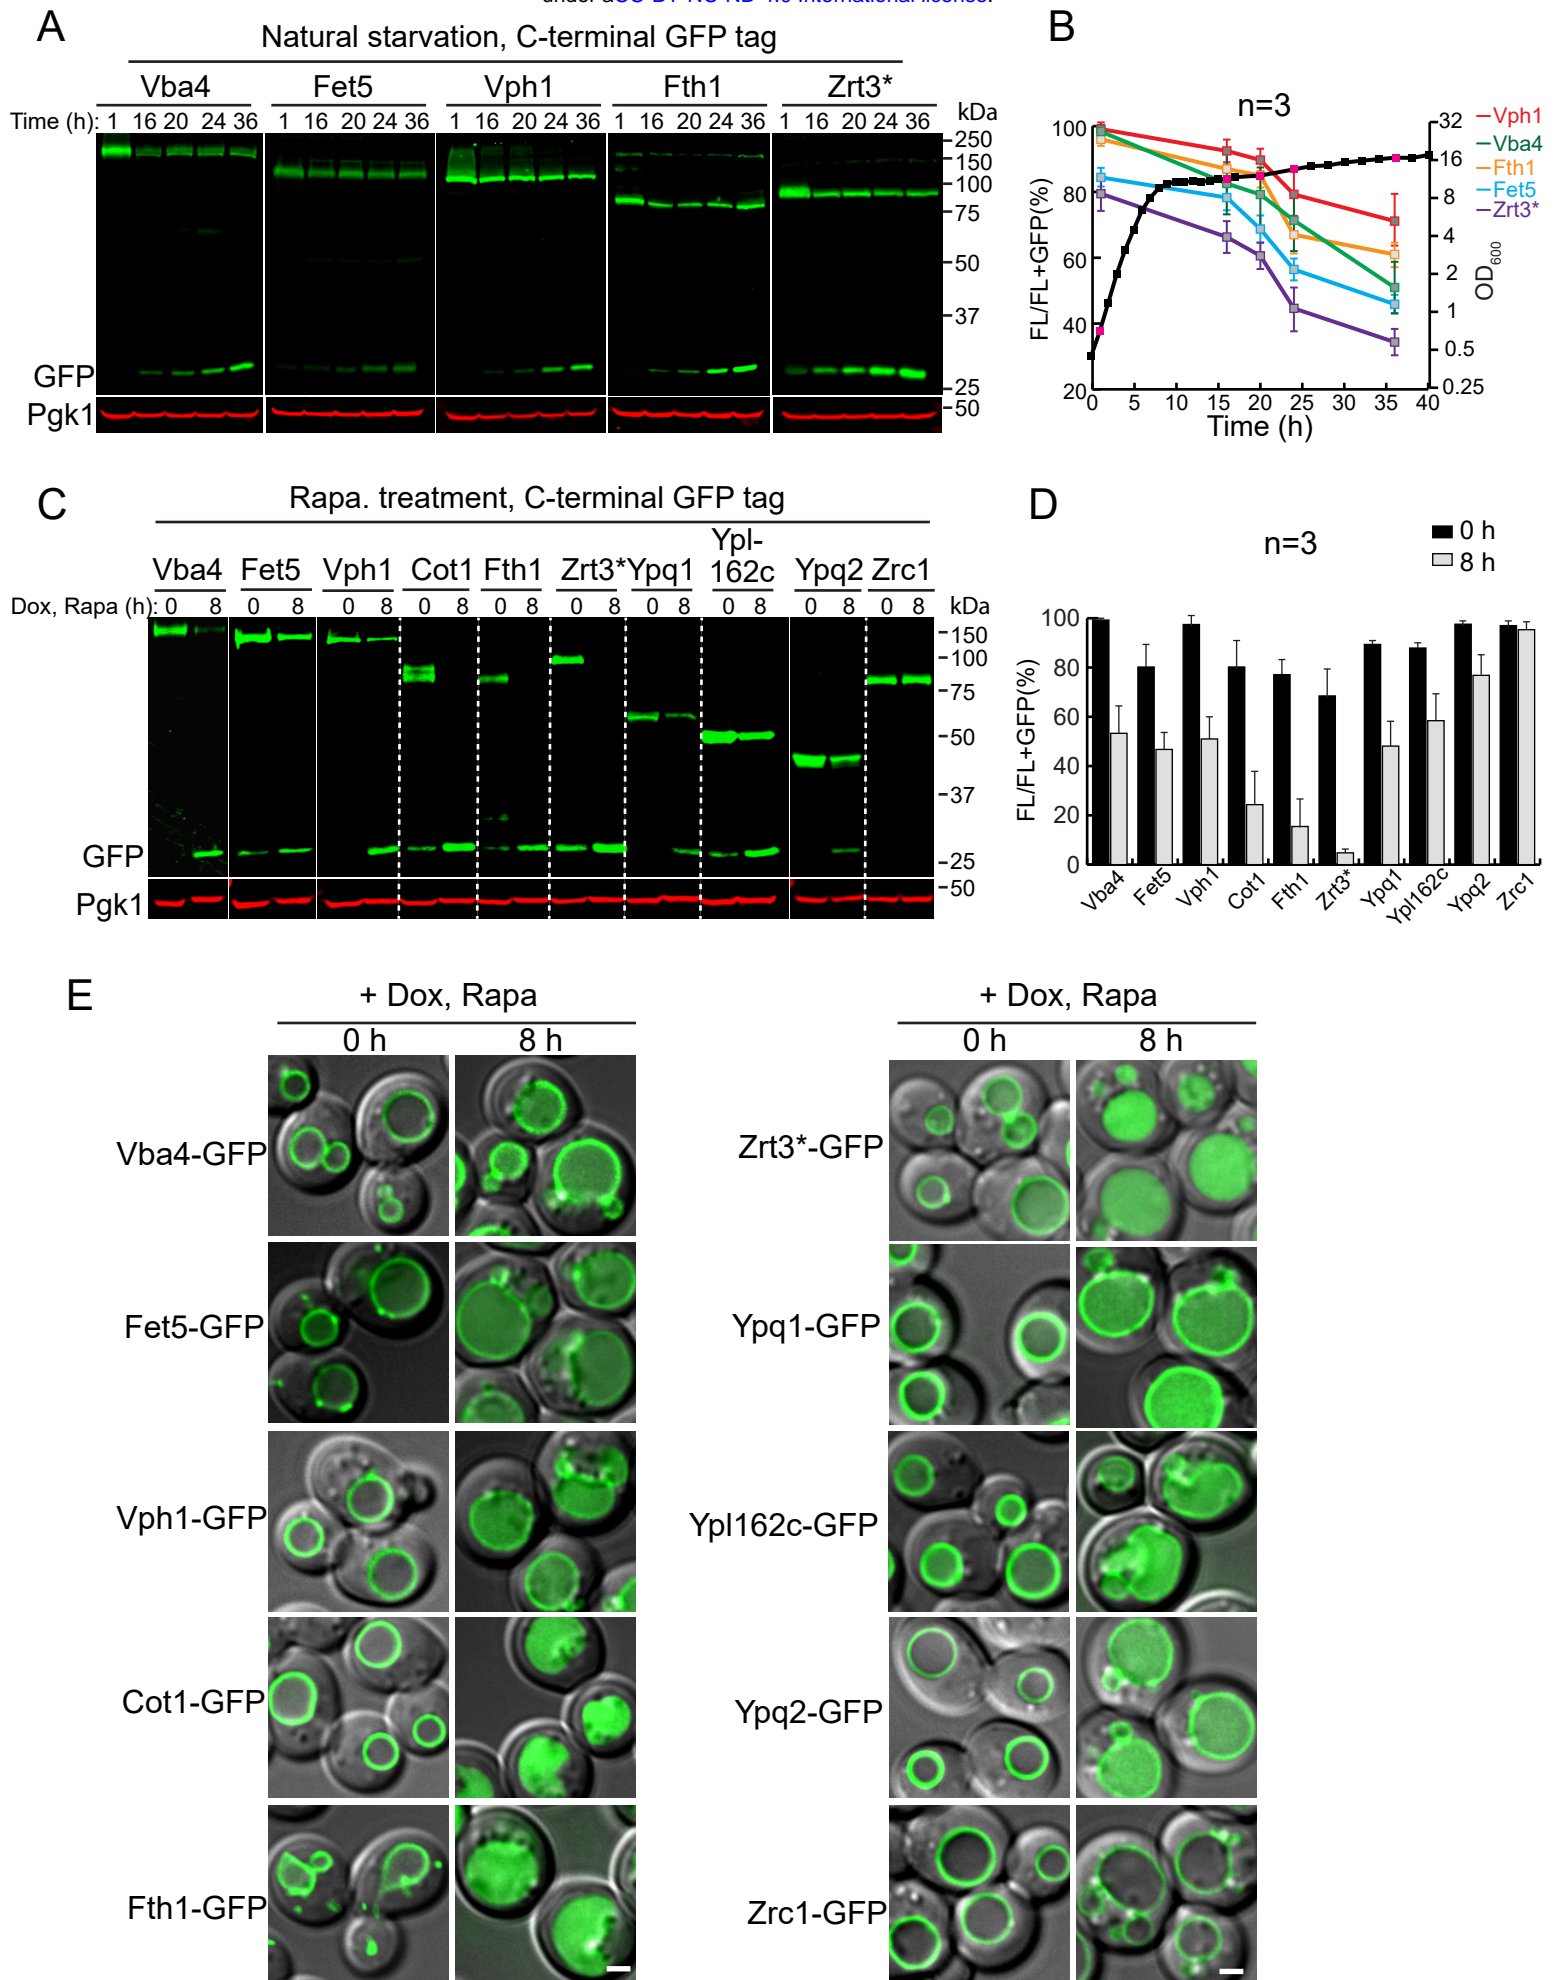 A
Natural starvation, C-terminal GFP tag
Vba4 Fet5 Vph1 Fth1 Zrt3*
Time (h): 1 16 20 24 36 1 16 20 24 36 1 16 20 24 36 1 16 20 24 36 1 16 20 24 36 kDa
250
150
100
75
50
37
GFP
25
Pgk1
50
B
n=3
FL/FL+GFP(%)
100
80
60
40
20
0 5 10 15 20 25 30 35 40
Time (h)
32
16
8
4
2
1
0.5
0.25
OD600
Vph1
Vba4
Fth1
Fet5
Zrt3*
C
Rapa. treatment, C-terminal GFP tag
Vba4 Fet5 Vph1 Cot1 Fth1 Zrt3* Ypq1 Ypl-
162c Ypq2 Zrc1
Dox, Rapa (h): 0 8 0 8 0 8 0 8 0 8 0 8 0 8 0 8 0 8 0 8 kDa
150
100
75
50
37
GFP
25
Pgk1
50
D
n=3
0 h
8 h
FL/FL+GFP(%)
100
80
60
40
20
0
Vba4 Fet5 Vph1 Cot1 Fth1 Zrt3* Ypq1 Ypl162c Ypq2 Zrc1
E
+ Dox, Rapa
0 h 8 h
Vba4-GFP
Fet5-GFP
Vph1-GFP
Cot1-GFP
Fth1-GFP
+ Dox, Rapa
0 h 8 h
Zrt3*-GFP
Ypq1-GFP
Ypl162c-GFP
Ypq2-GFP
Zrc1-GFP